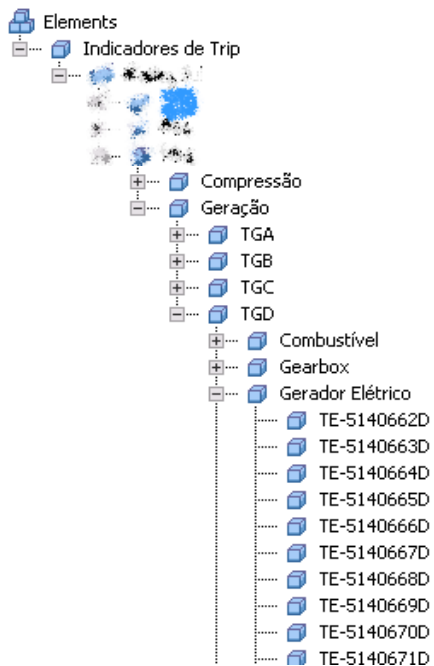 Elements
Indicadores de Trip
Compressão
Geração
TGA
TGB
TGC
TGD
Combustível
Gearbox
Gerador Elétrico
TE-5140662D
TE-5140663D
TE-5140664D
TE-5140665D
TE-5140666D
TE-5140667D
TE-5140668D
TE-5140669D
TE-5140670D
TE-5140671D